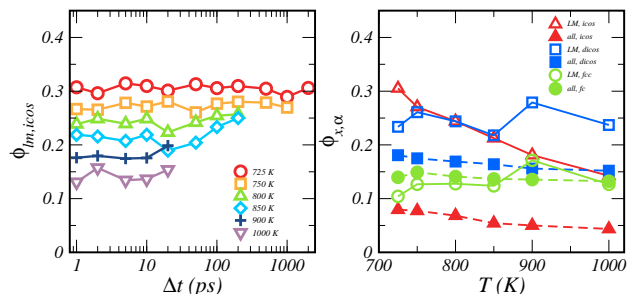 ϕlm,icos
0.4
0.3
0.2
0.1
0
1
10
100
1000
Δt (ps)
725 K
750 K
800 K
850 K
900 K
1000 K
ϕx,α
0.4
0.3
0.2
0.1
0
700
800
900
1000
T (K)
LM, icos
all, icos
LM, dicos
all, dicos
LM, fcc
all, fc